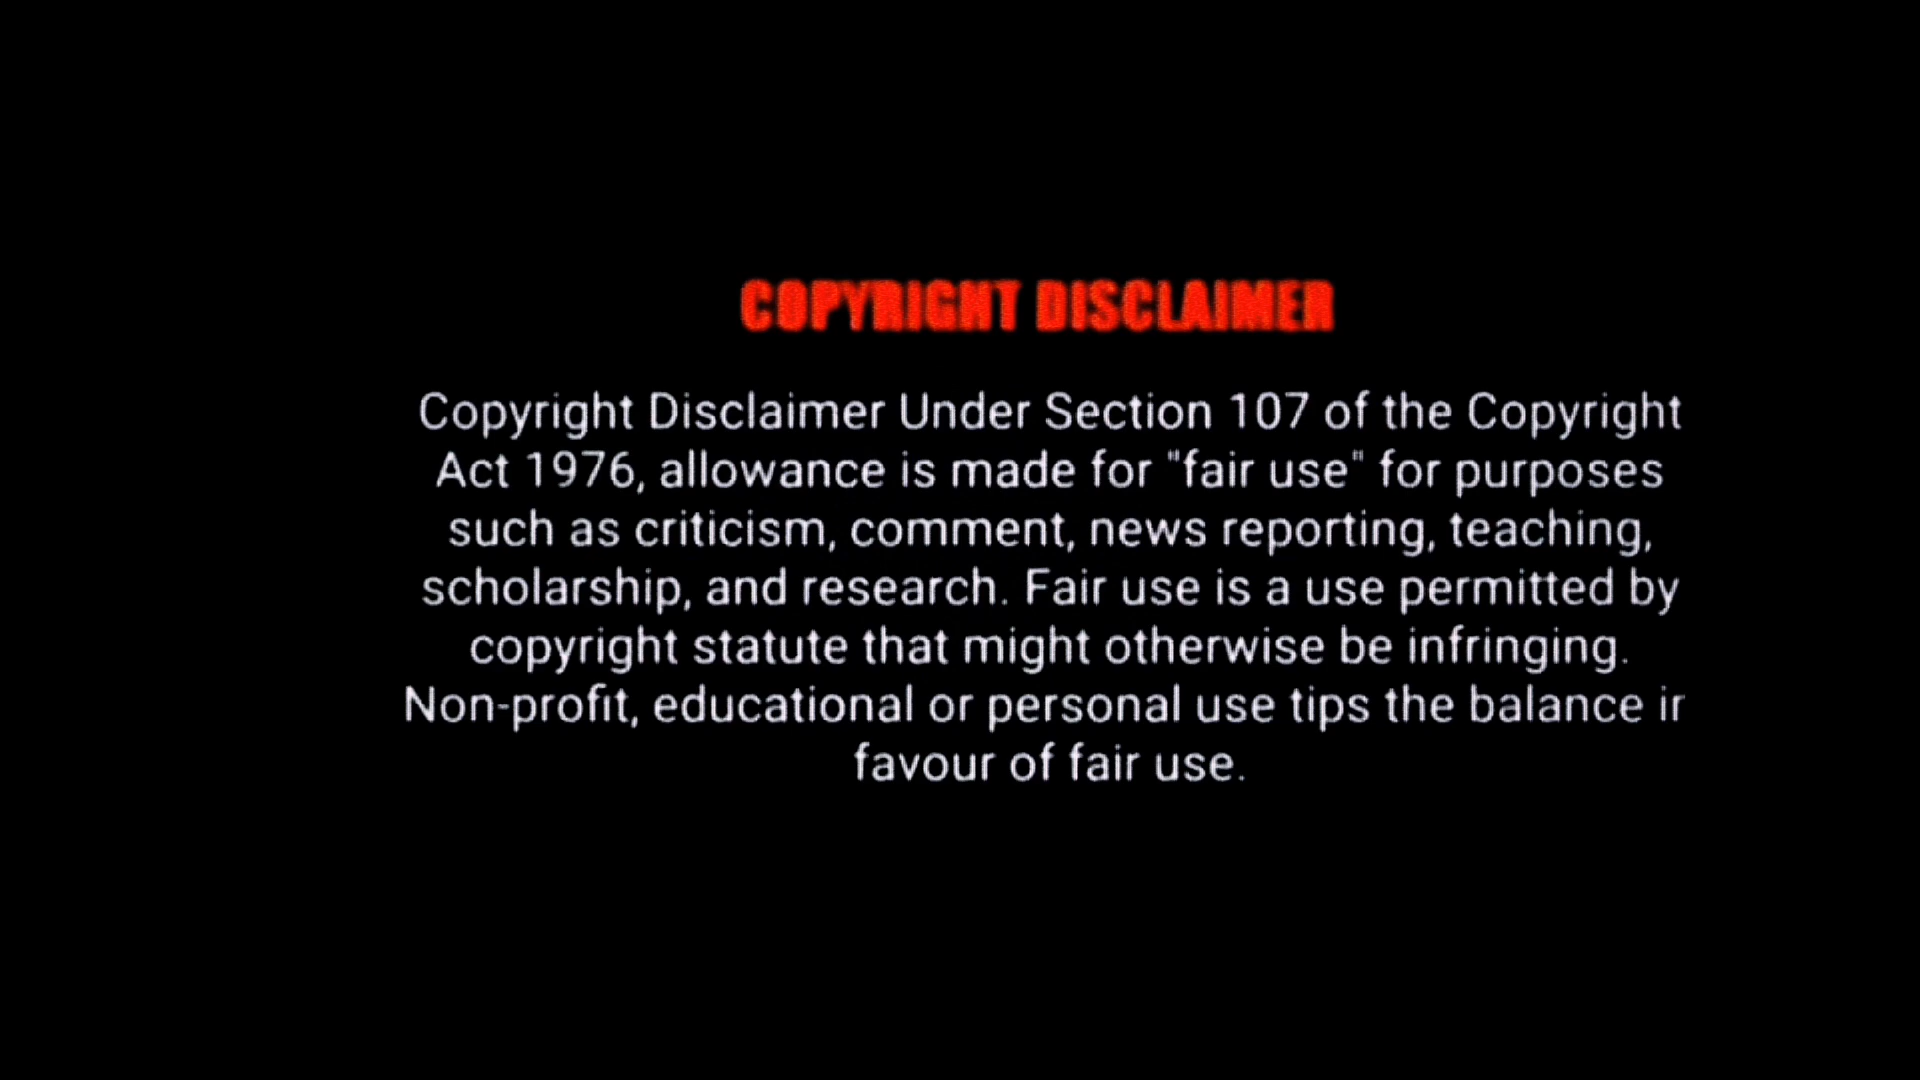 COPYRIGHT DISCLAIMER
Copyright Disclaimer Under Section 107 of the Copyright
Act 1976, allowance is made for "fair use" for purposes
such as criticism, comment, news reporting, teaching,
scholarship, and research. Fair use is a use permitted by
copyright statute that might otherwise be infringing.
Non-profit, educational or personal use tips the balance
favour of fair use.